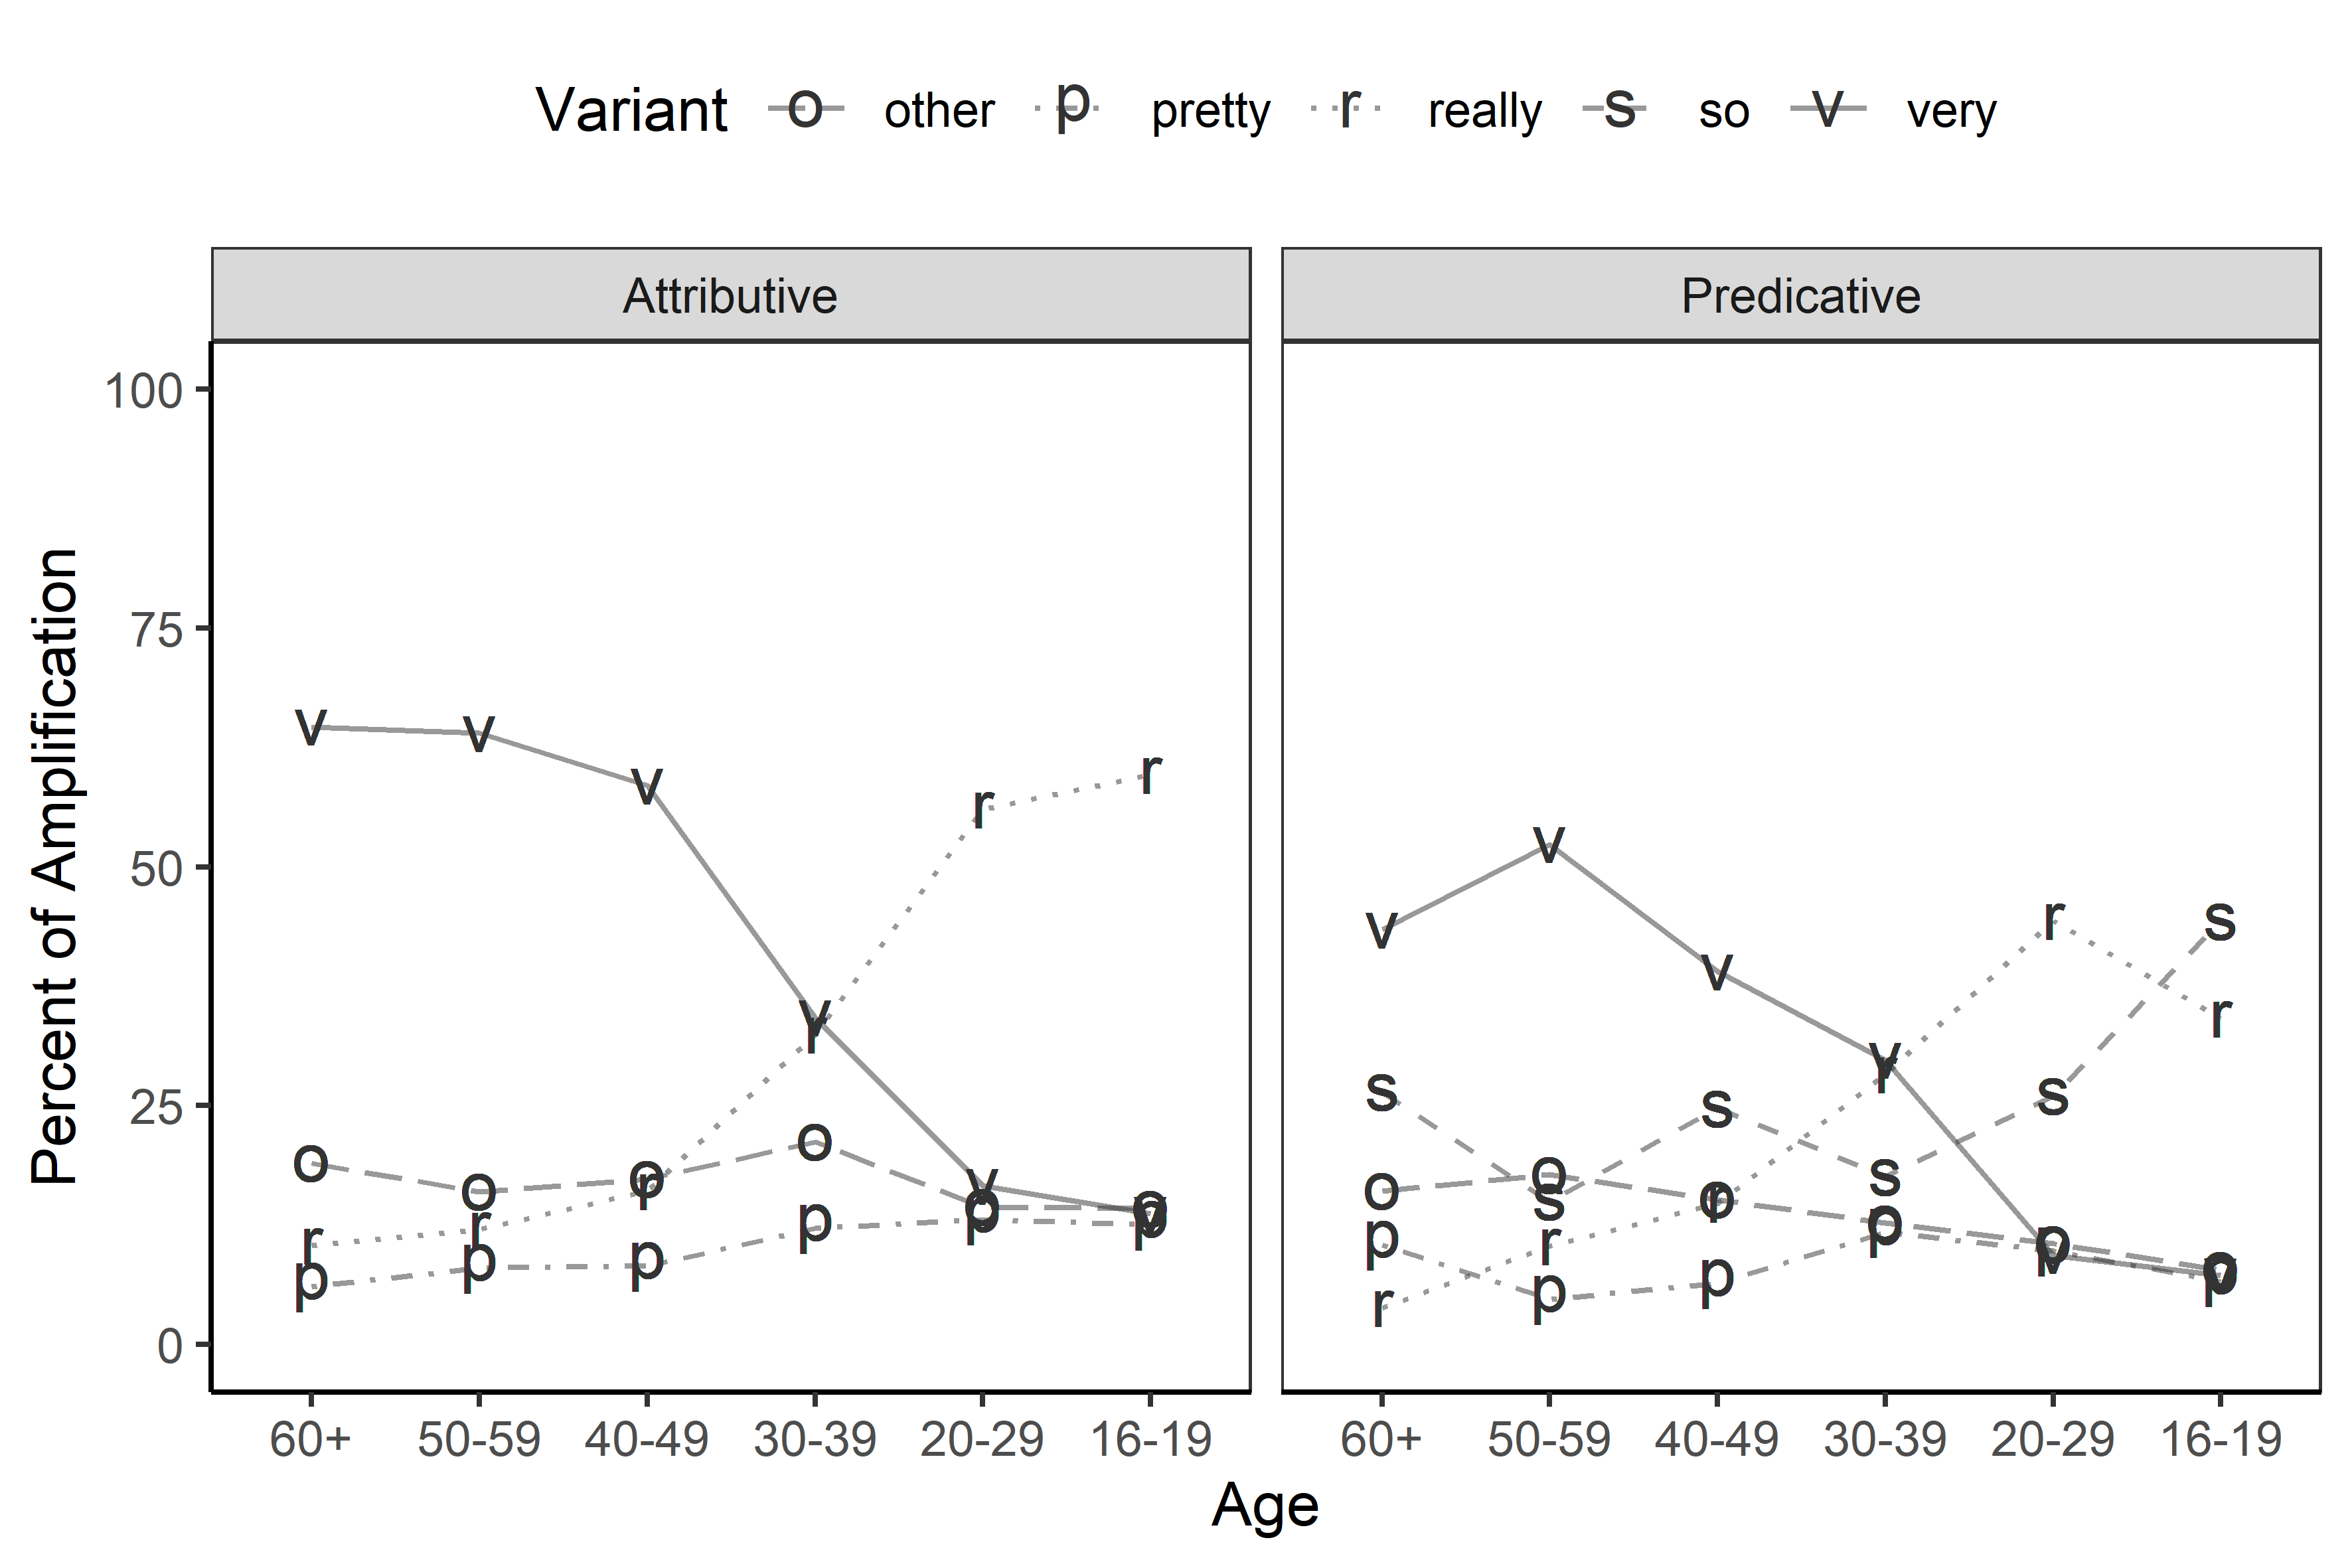 Variant o other p pretty r really s so v very
Attributive Predicative
Percent of Amplification
100
75
50
25
0
v v v v v v
r r r r r r
o o o o o o
p p p p p p
v v v v v v
s s s s s s
o o o o o o
p p p p p p
r r r r r r
60+ 50-59 40-49 30-39 20-29 16-19 60+ 50-59 40-49 30-39 20-29 16-19
Age